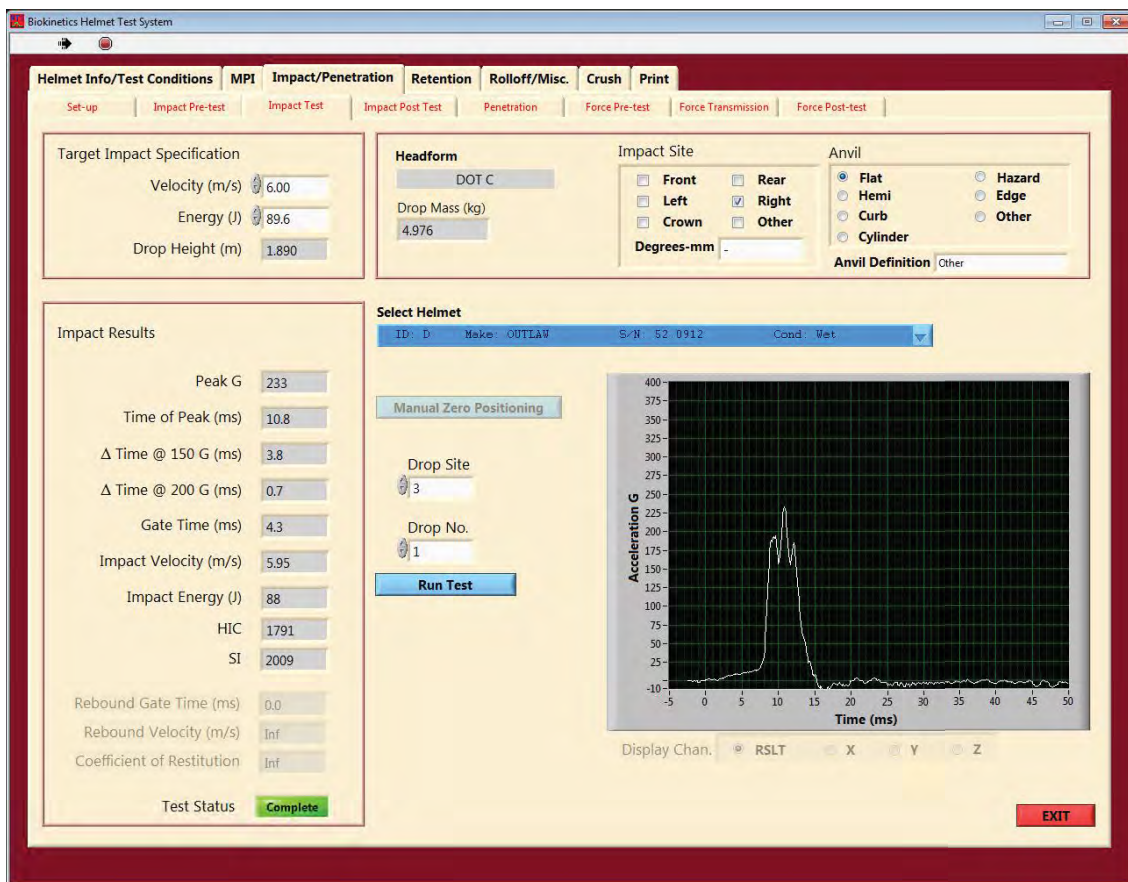 Biokinetics Helmet Test System
Helmet Info/Test Conditions MPI Impact/Penetration Retention Rolloff/Misc. Crush Print
Set-up Impact Pre-test Impact Test Impact Post Test Penetration Force Pre-test Force Transmission Force Post-test
Target Impact Specification
Velocity (m/s) 6.00
Energy (J) 89.6
Drop Height (m) 1.890
Headform
DOT C
Drop Mass (kg)
4.976
Impact Site
Front Rear
Left Right
Crown Other
Degrees-mm -
Anvil
Flat Hazard
Hemi Edge
Curb Other
Cylinder
Anvil Definition Other
Select Helmet
ID: D Make: OUTLAW S/N 52 0912 Cond: Wet
Impact Results
Peak G 233
Time of Peak (ms) 10.8
Δ Time @ 150 G (ms) 3.8
Δ Time @ 200 G (ms) 0.7
Gate Time (ms) 4.3
Impact Velocity (m/s) 5.95
Impact Energy (J) 88
HIC 1791
SI 2009
Rebound Gate Time (ms) 0.0
Rebound Velocity (m/s) Inf
Coefficient of Restitution Inf
Test Status Complete
Manual Zero Positioning
Drop Site
3
Drop No.
1
Run Test
Acceleration G
400
375
350
325
300
275
250
225
200
175
150
125
100
75
50
25
-10
-5 0 5 10 15 20 25 30 35 40 45 50
Time (ms)
Display Chan. RSLT X Y Z
EXIT